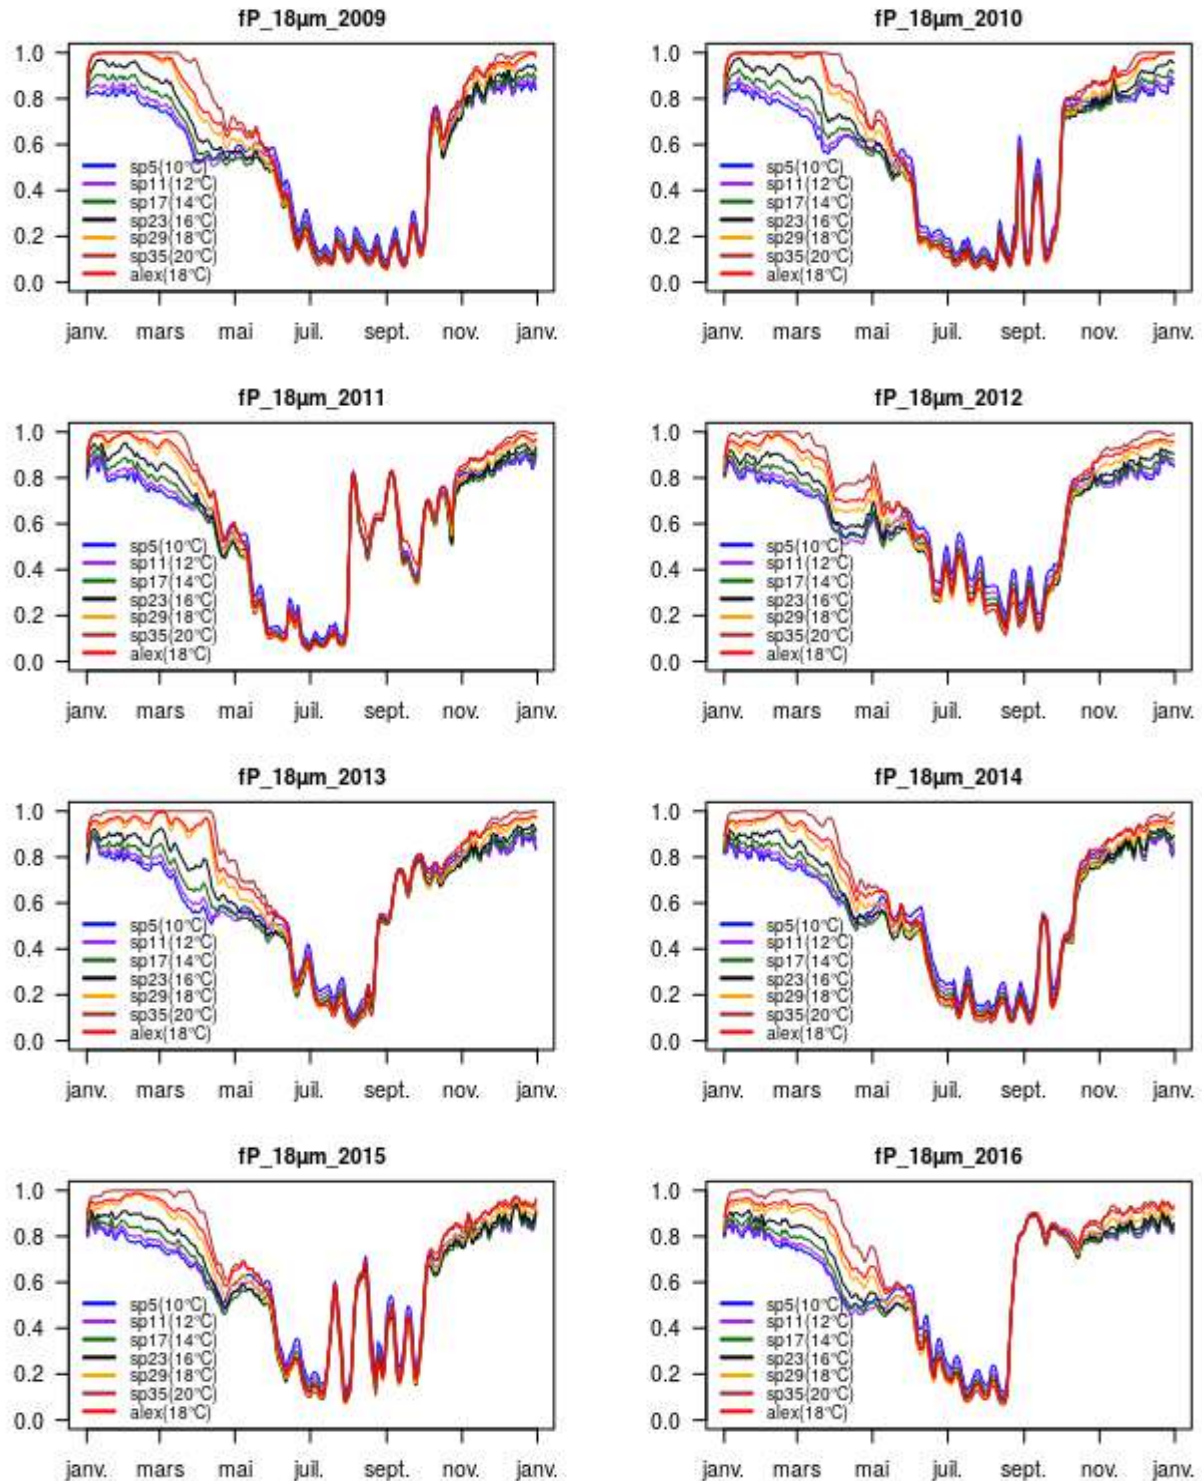 fP_18µm_2009
1.0
0.8
0.6
0.4
0.2
0.0
sp5(10°C)
sp11(12°C)
sp17(14°C)
sp23(16°C)
sp29(18°C)
sp35(20°C)
alex(18°C)
janv. mars mai juil. sept. nov. janv.
fP_18µm_2010
1.0
0.8
0.6
0.4
0.2
0.0
sp5(10°C)
sp11(12°C)
sp17(14°C)
sp23(16°C)
sp29(18°C)
sp35(20°C)
alex(18°C)
janv. mars mai juil. sept. nov. janv.
fP_18µm_2011
1.0
0.8
0.6
0.4
0.2
0.0
sp5(10°C)
sp11(12°C)
sp17(14°C)
sp23(16°C)
sp29(18°C)
sp35(20°C)
alex(18°C)
janv. mars mai juil. sept. nov. janv.
fP_18µm_2012
1.0
0.8
0.6
0.4
0.2
0.0
sp5(10°C)
sp11(12°C)
sp17(14°C)
sp23(16°C)
sp29(18°C)
sp35(20°C)
alex(18°C)
janv. mars mai juil. sept. nov. janv.
fP_18µm_2013
1.0
0.8
0.6
0.4
0.2
0.0
sp5(10°C)
sp11(12°C)
sp17(14°C)
sp23(16°C)
sp29(18°C)
sp35(20°C)
alex(18°C)
janv. mars mai juil. sept. nov. janv.
fP_18µm_2014
1.0
0.8
0.6
0.4
0.2
0.0
sp5(10°C)
sp11(12°C)
sp17(14°C)
sp23(16°C)
sp29(18°C)
sp35(20°C)
alex(18°C)
janv. mars mai juil. sept. nov. janv.
fP_18µm_2015
1.0
0.8
0.6
0.4
0.2
0.0
sp5(10°C)
sp11(12°C)
sp17(14°C)
sp23(16°C)
sp29(18°C)
sp35(20°C)
alex(18°C)
janv. mars mai juil. sept. nov. janv.
fP_18µm_2016
1.0
0.8
0.6
0.4
0.2
0.0
sp5(10°C)
sp11(12°C)
sp17(14°C)
sp23(16°C)
sp29(18°C)
sp35(20°C)
alex(18°C)
janv. mars mai juil. sept. nov. janv.